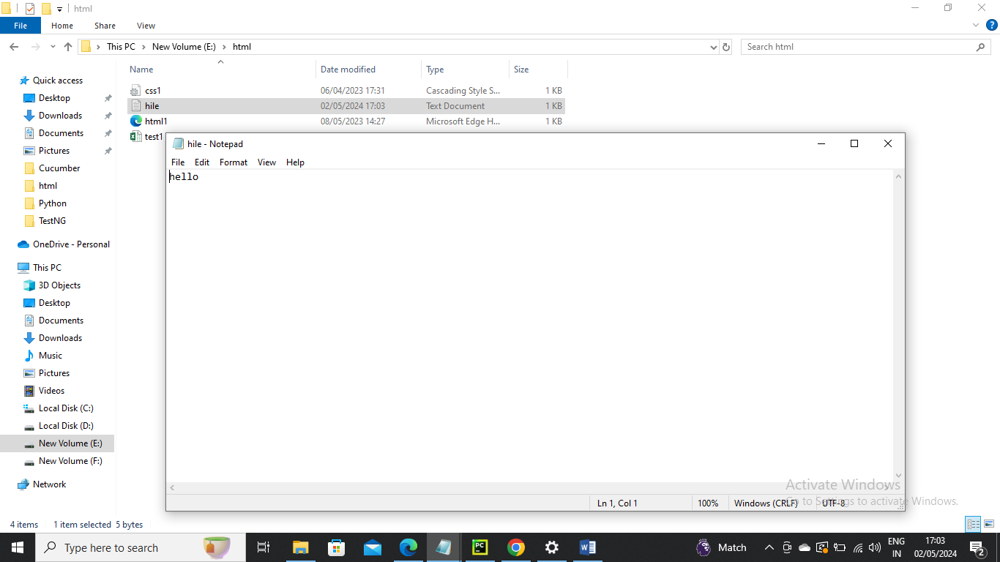 html
File Home Share View
This PC New Volume (E:) html
Search html
Name Date modified Type Size
css1 06/04/2023 17:31 Cascading Style S... 1 KB
hile 02/05/2024 17:03 Text Document 1 KB
html1 08/05/2023 14:27 Microsoft Edge H... 1 KB
test1
Quick access
Desktop
Downloads
Documents
Pictures
Cucumber
html
Python
TestNG
OneDrive - Personal
This PC
3D Objects
Desktop
Documents
Downloads
Music
Pictures
Videos
Local Disk (C:)
Local Disk (D:)
New Volume (E:)
New Volume (F:)
Network
hile - Notepad
File Edit Format View Help
hello
Activate Windows
Go to Settings to activate Windows.
Ln 1, Col 1 100% Windows (CRLF) UTF-8
4 items 1 item selected 5 bytes
Type here to search
PC
W
Match
ENG
IN
17:03
02/05/2024
2